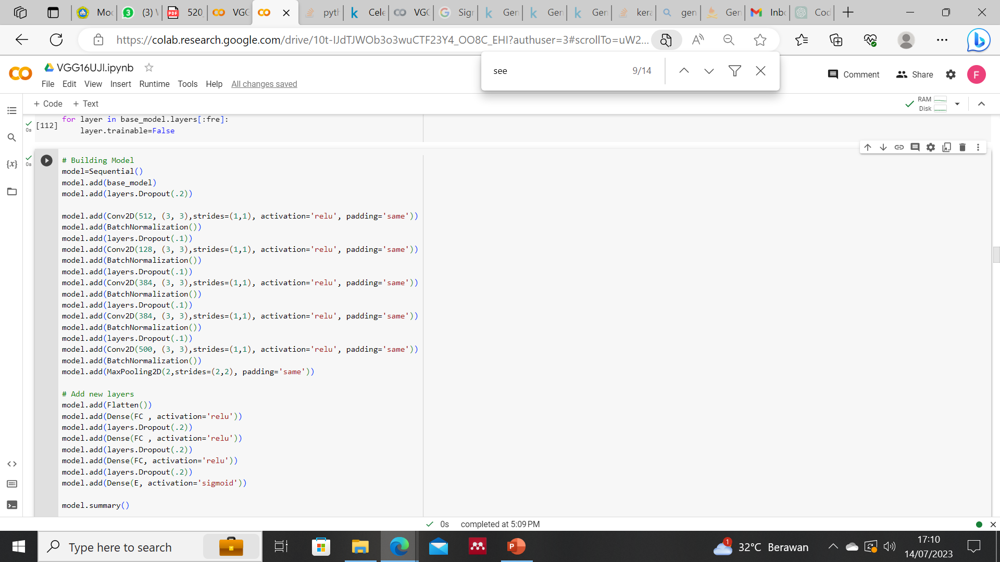 Moc
(3) W
520
VGG
pyth
Cele
VGG
Sigr
Gen
Gen
Gen
kera
gen
Gen
Inbo
Cod
https://colab.research.google.com/drive/10t-IJdTJWOb3o3wuCTF23Y4_OO8C_EHI?authuser=3#scrollTo=uW2...
see 9/14
VGG16UJI.ipynb
File Edit View Insert Runtime Tools Help All changes saved
Comment Share F
+ Code + Text
RAM
Disk
[112]
0s
for layer in base_model.layers[:fre]:
layer.trainable=False
0s
# Building Model
model=Sequential()
model.add(base_model)
model.add(layers.Dropout(.2))
model.add(Conv2D(512, (3, 3),strides=(1,1), activation='relu', padding='same'))
model.add(BatchNormalization())
model.add(layers.Dropout(.1))
model.add(Conv2D(128, (3, 3),strides=(1,1), activation='relu', padding='same'))
model.add(BatchNormalization())
model.add(layers.Dropout(.1))
model.add(Conv2D(384, (3, 3),strides=(1,1), activation='relu', padding='same'))
model.add(BatchNormalization())
model.add(layers.Dropout(.1))
model.add(Conv2D(384, (3, 3),strides=(1,1), activation='relu', padding='same'))
model.add(BatchNormalization())
model.add(layers.Dropout(.1))
model.add(Conv2D(500, (3, 3),strides=(1,1), activation='relu', padding='same'))
model.add(BatchNormalization())
model.add(MaxPooling2D(2,strides=(2,2), padding='same'))
# Add new layers
model.add(Flatten())
model.add(Dense(FC , activation='relu'))
model.add(layers.Dropout(.2))
model.add(Dense(FC , activation='relu'))
model.add(layers.Dropout(.2))
model.add(Dense(FC, activation='relu'))
model.add(layers.Dropout(.2))
model.add(Dense(E, activation='sigmoid'))
model.summary()
0s completed at 5:09 PM
Type here to search
1
32°C Berawan
17:10
14/07/2023